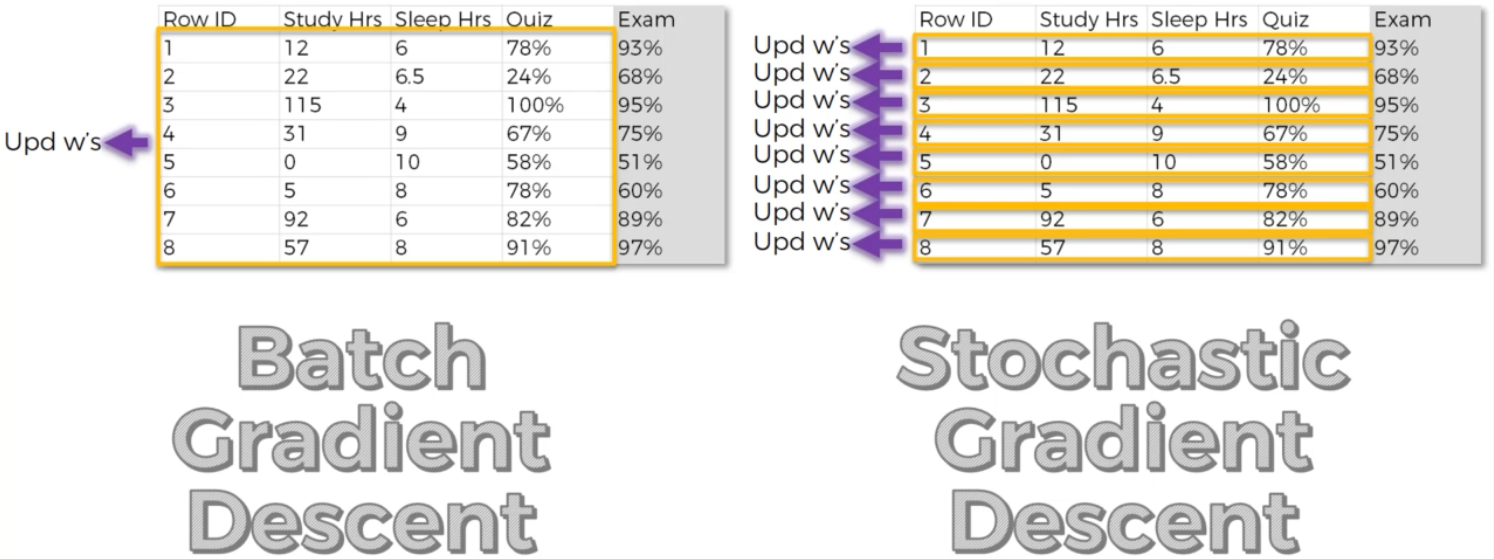 Row ID Study Hrs Sleep Hrs Quiz Exam
1 12 6 78% 93%
2 22 6.5 24% 68%
3 115 4 100% 95%
4 31 9 67% 75%
5 0 10 58% 51%
6 5 8 78% 60%
7 92 6 82% 89%
8 57 8 91% 97%
Upd w's
Batch
Gradient
Descent
Row ID Study Hrs Sleep Hrs Quiz Exam
Upd w's 1 12 6 78% 93%
Upd w's 2 22 6.5 24% 68%
Upd w's 3 115 4 100% 95%
Upd w's 4 31 9 67% 75%
Upd w's 5 0 10 58% 51%
Upd w's 6 5 8 78% 60%
Upd w's 7 92 6 82% 89%
Upd w's 8 57 8 91% 97%
Stochastic
Gradient
Descent